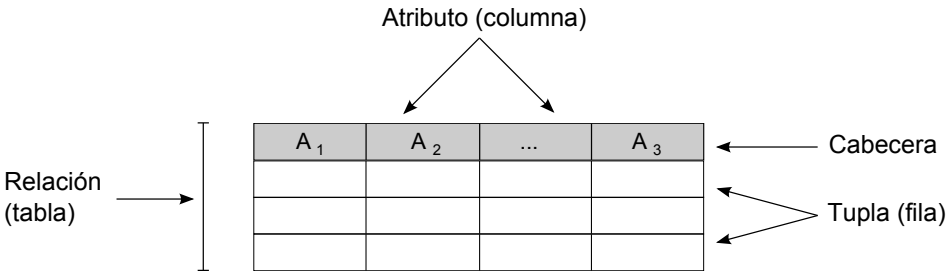 Atributo (columna)
A 1 A 2 ... A 3
Cabecera
Relación
(tabla)
Tupla (fila)